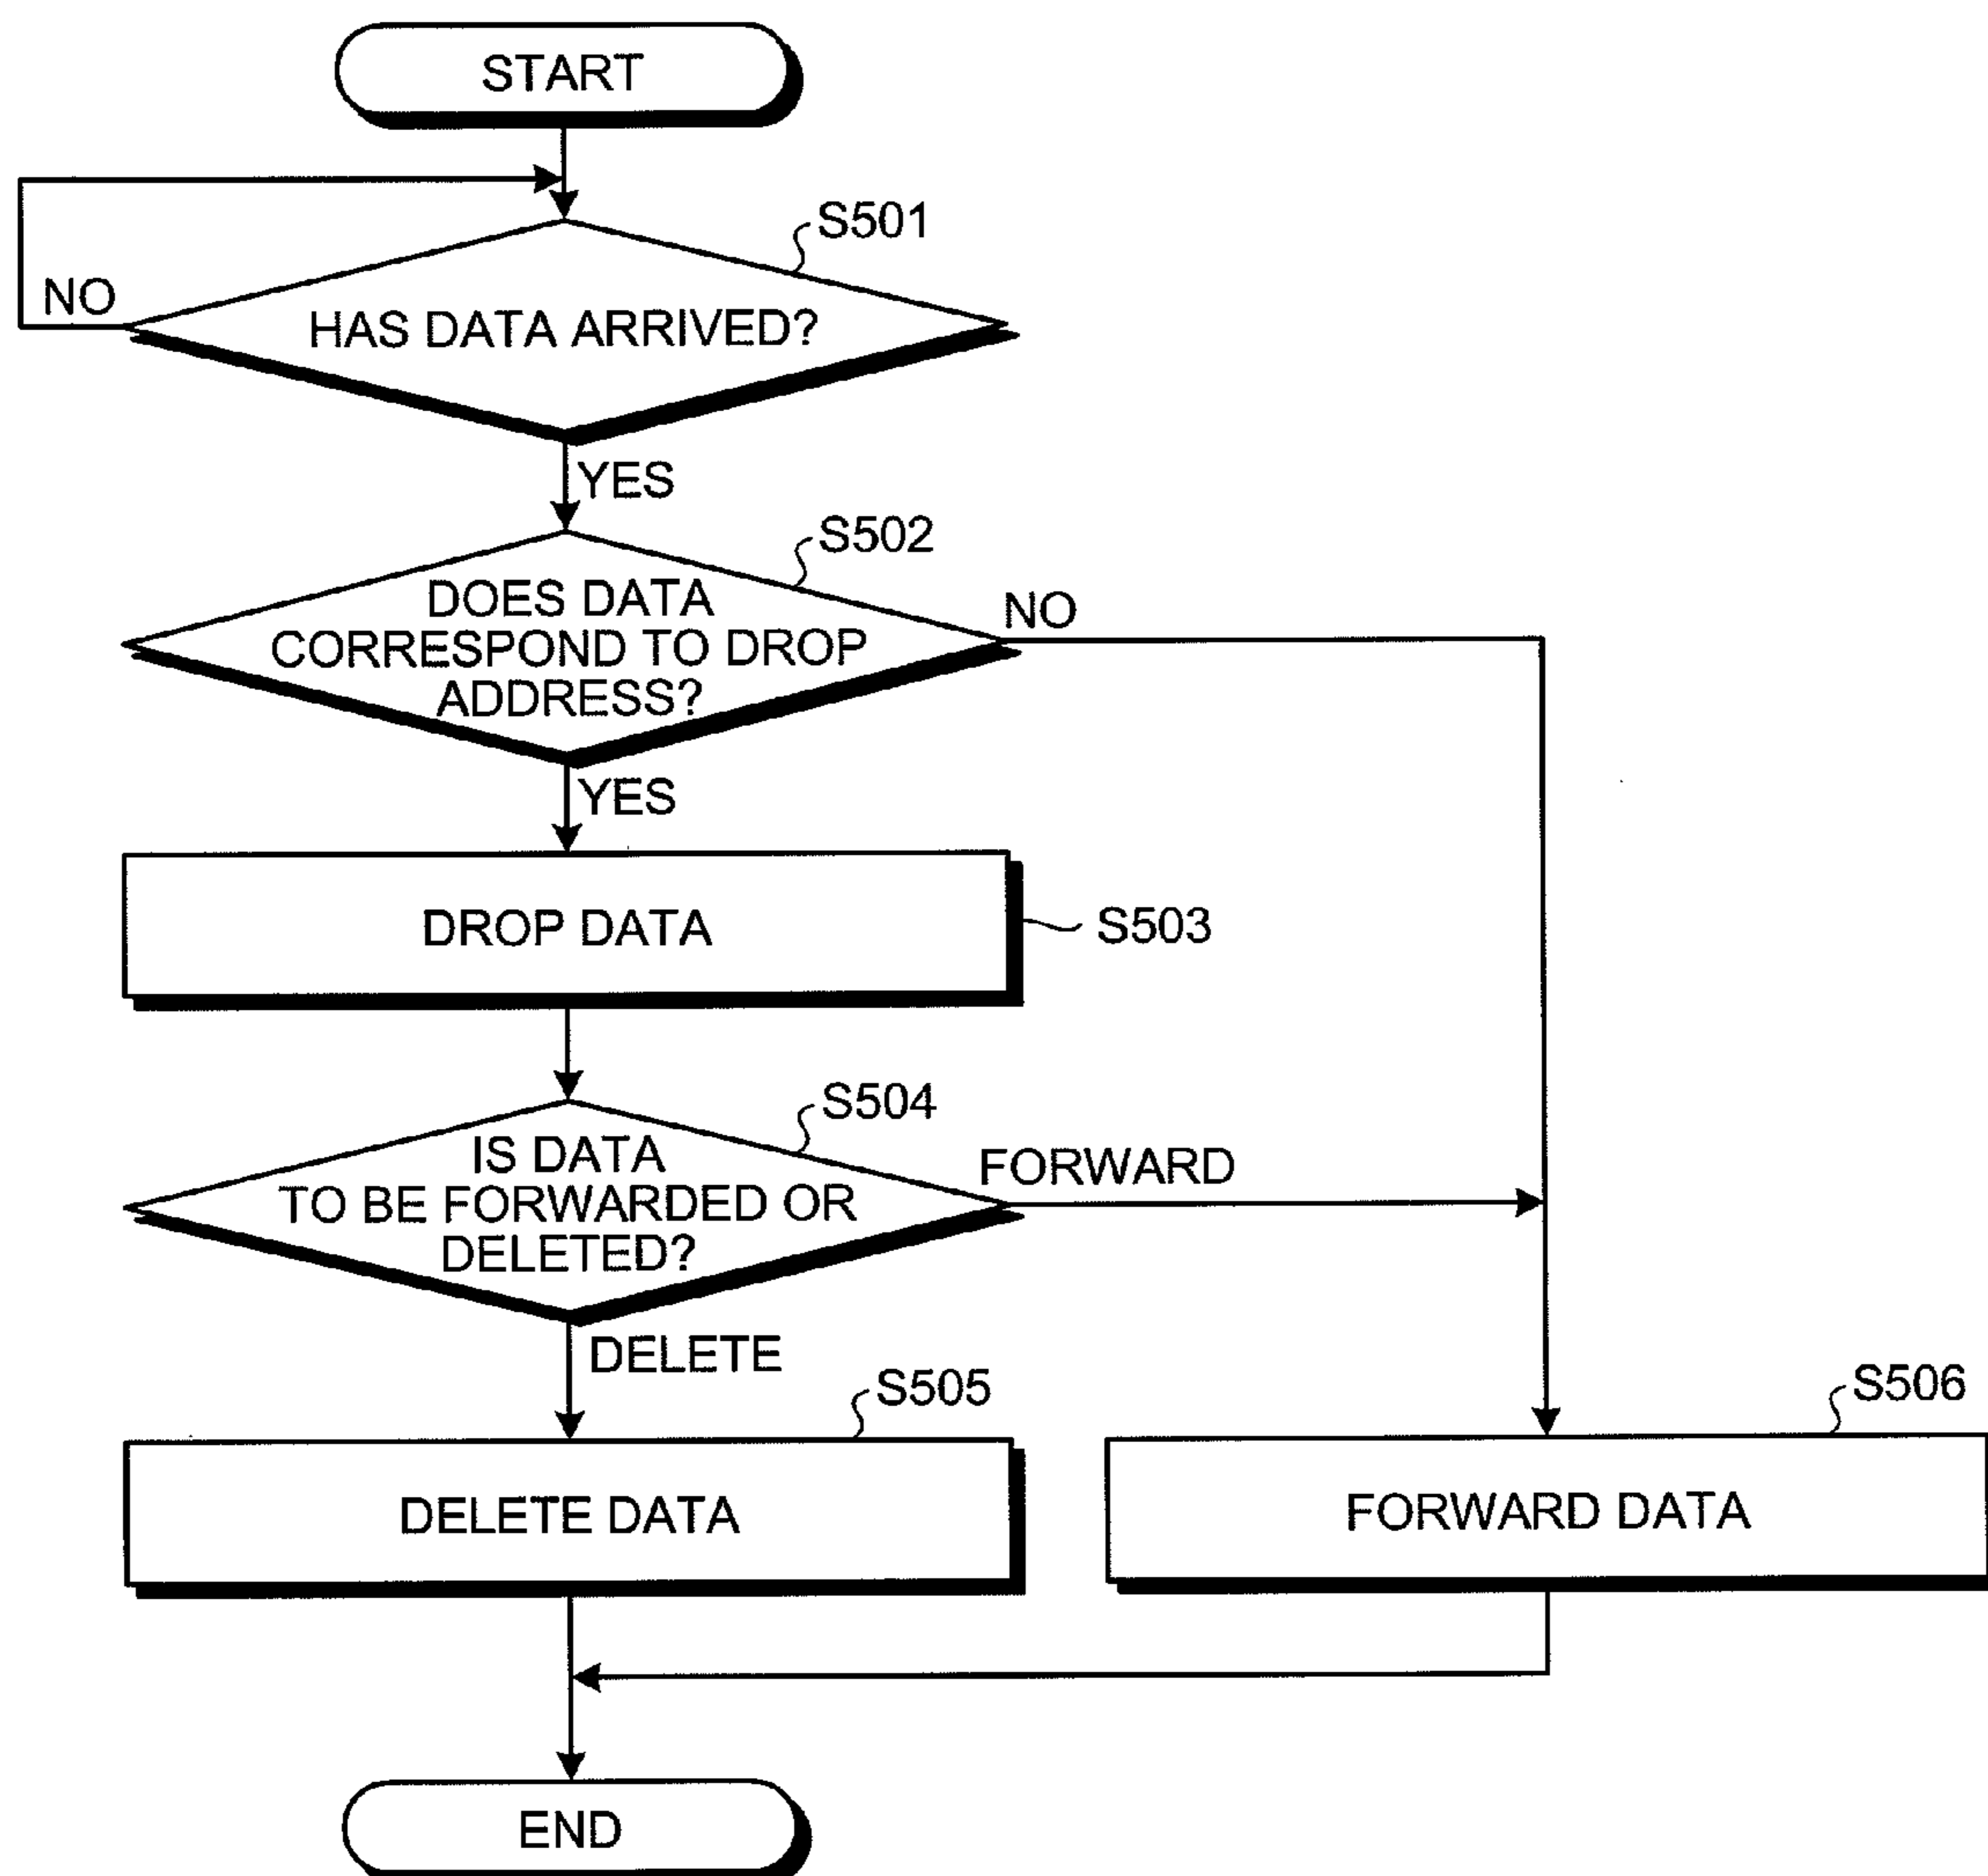 START
S501
NO
HAS DATA ARRIVED?
YES
S502
DOES DATA
CORRESPOND TO DROP
ADDRESS?
NO
YES
DROP DATA
S503
S504
IS DATA
TO BE FORWARDED OR
DELETED?
FORWARD
DELETE
S505
DELETE DATA
S506
FORWARD DATA
END